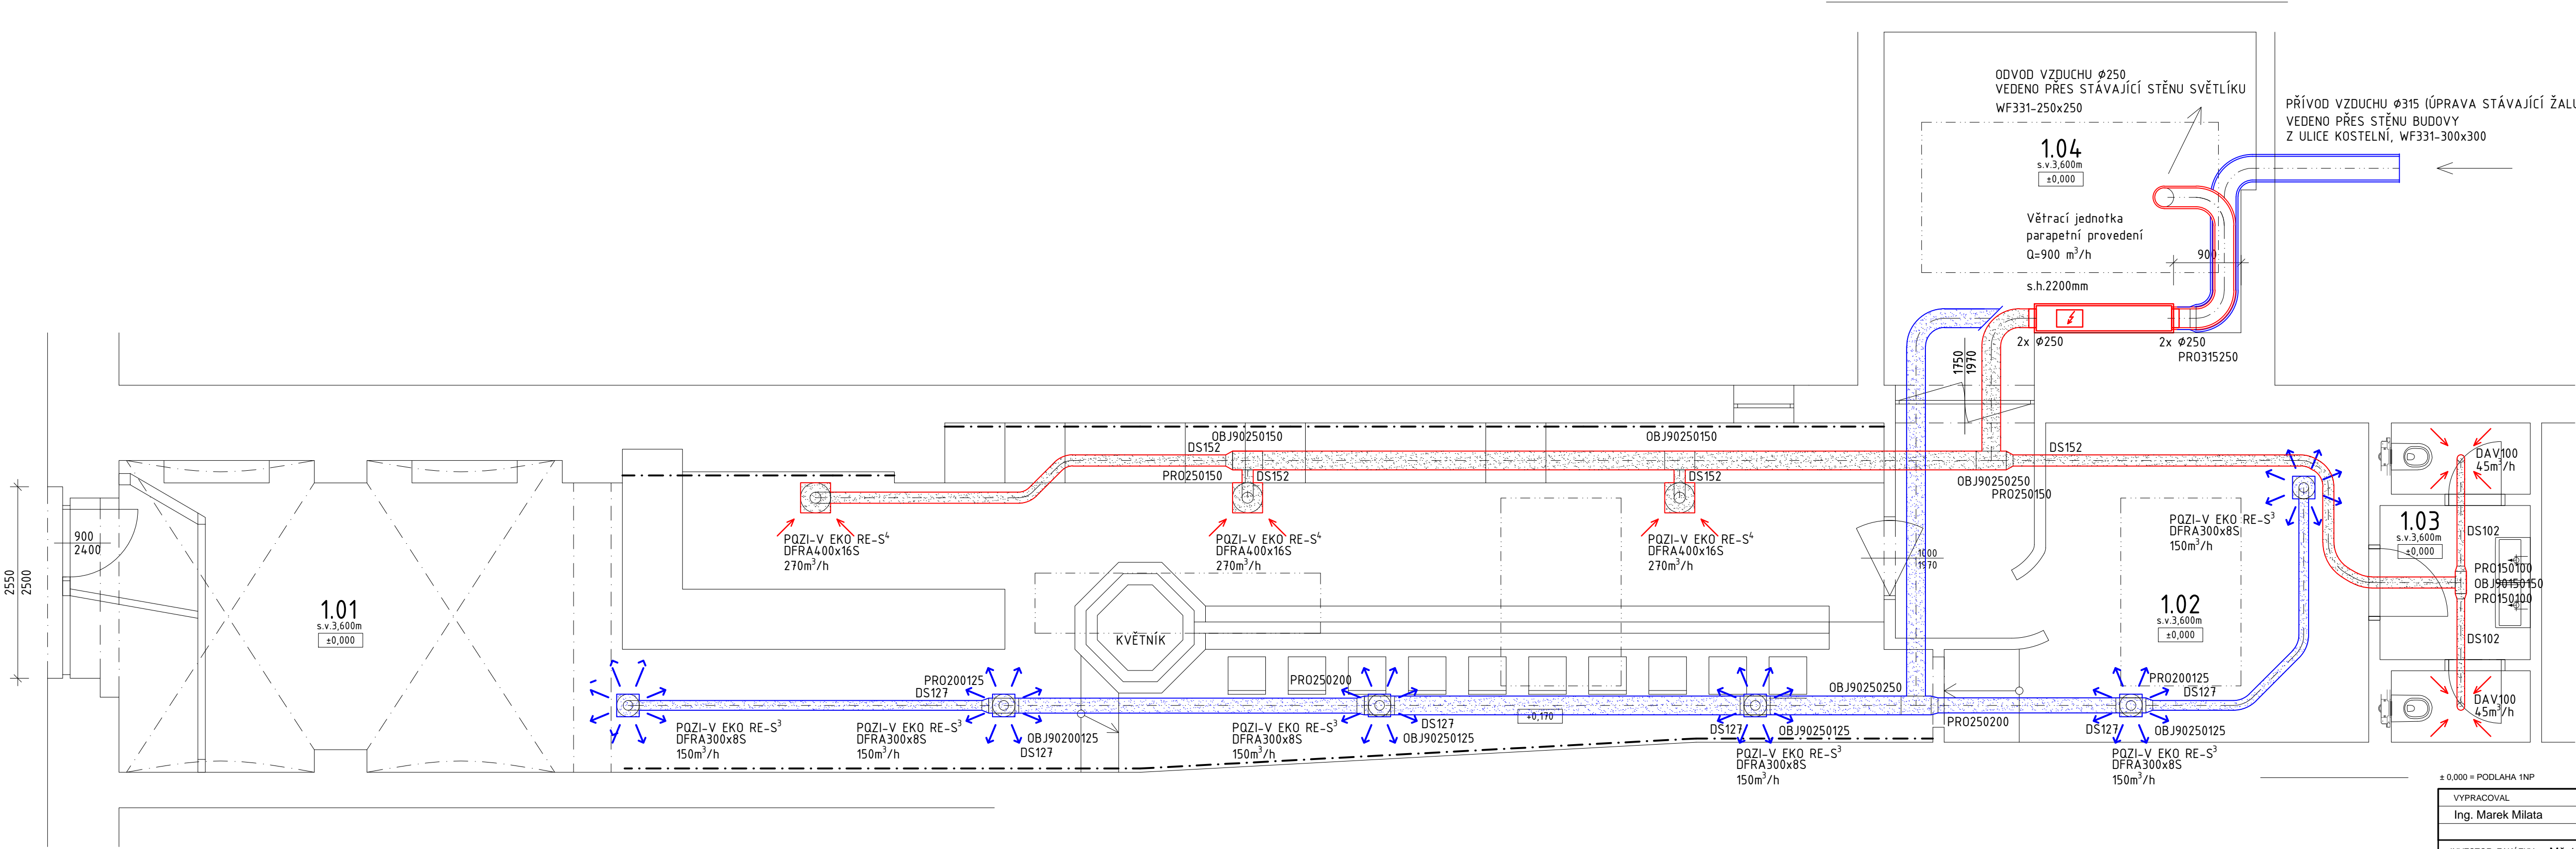 ODVOD VZDUCHU ϕ250
VEDENO PŘES STÁVAJÍCÍ STĚNU SVĚTLÍKU
WF331-250x250
PŘÍVOD VZDUCHU ϕ315 (ÚPRAVA STÁVAJÍCÍ ŽALU
VEDENO PŘES STĚNU BUDOVY
Z ULICE KOSTELNÍ, WF331-300x300
1.04
s.v.3,600m
±0,000
Větrací jednotka
parapetní provedení
Q=900 m³/h
s.h.2200mm
900
2x ϕ250
2x ϕ250
PRO315250
1750
1970
OBJ90250150
DS152
PRO250150
DS152
OBJ90250150
DS152
OBJ90250250
PRO250150
DS152
PQZI-V EKO RE-S⁴
DFRA400x16S
270m³/h
PQZI-V EKO RE-S⁴
DFRA400x16S
270m³/h
PQZI-V EKO RE-S⁴
DFRA400x16S
270m³/h
PQZI-V EKO RE-S³
DFRA300x8S
150m³/h
DAV100
45m³/h
1.03
s.v.3,600m
±0,000
DS102
PRO150100
OBJ90150150
PRO150100
DS102
DAV100
45m³/h
900
2400
2550
2500
1.01
s.v.3,600m
±0,000
KVĚTNÍK
1000
1970
1.02
s.v.3,600m
±0,000
PRO200125
DS127
PRO250200
OBJ90250250
PRO250200
PRO200125
DS127
+0,170
PQZI-V EKO RE-S³
DFRA300x8S
150m³/h
PQZI-V EKO RE-S³
DFRA300x8S
150m³/h
OBJ90200125
DS127
PQZI-V EKO RE-S³
DFRA300x8S
150m³/h
DS127
OBJ90250125
DS127
OBJ90250125
PQZI-V EKO RE-S³
DFRA300x8S
150m³/h
DS127
OBJ90250125
PQZI-V EKO RE-S³
DFRA300x8S
150m³/h
± 0,000 = PODLAHA 1NP
VYPRACOVAL
Ing. Marek Milata